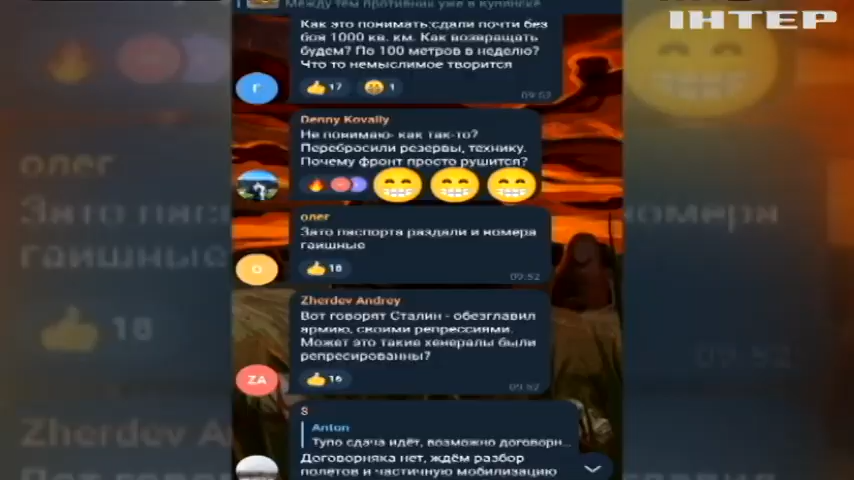 Между тем противник уже в Купянске
ІНТЕР
Как это понимать:сдали почти без
боя 1000 кв. км. Как возвращать
будем? По 100 метров в неделю?
Что то немыслимое творится
Г
17
1
09:52
Denny Kovally
Не понимаю- как так-то?
Перебросили резервы, технику.
Почему фронт просто рушится?
олег
Зато паспорта раздали и номера
гаишные
О
18
09:52
Zherdev Andrey
Вот говорят Сталин - обезглавил
армию, своими репрессиями.
Может это такие хенералы были
репресированны?
ZA
16
09:52
S
Anton
Тупо сдача идёт, возможно договорн...
Договорняка нет, ждём разбор
полётов и частичную мобилизацию
олег
Зато пасп
номера
гаишные
18
09:52
Zherdev A